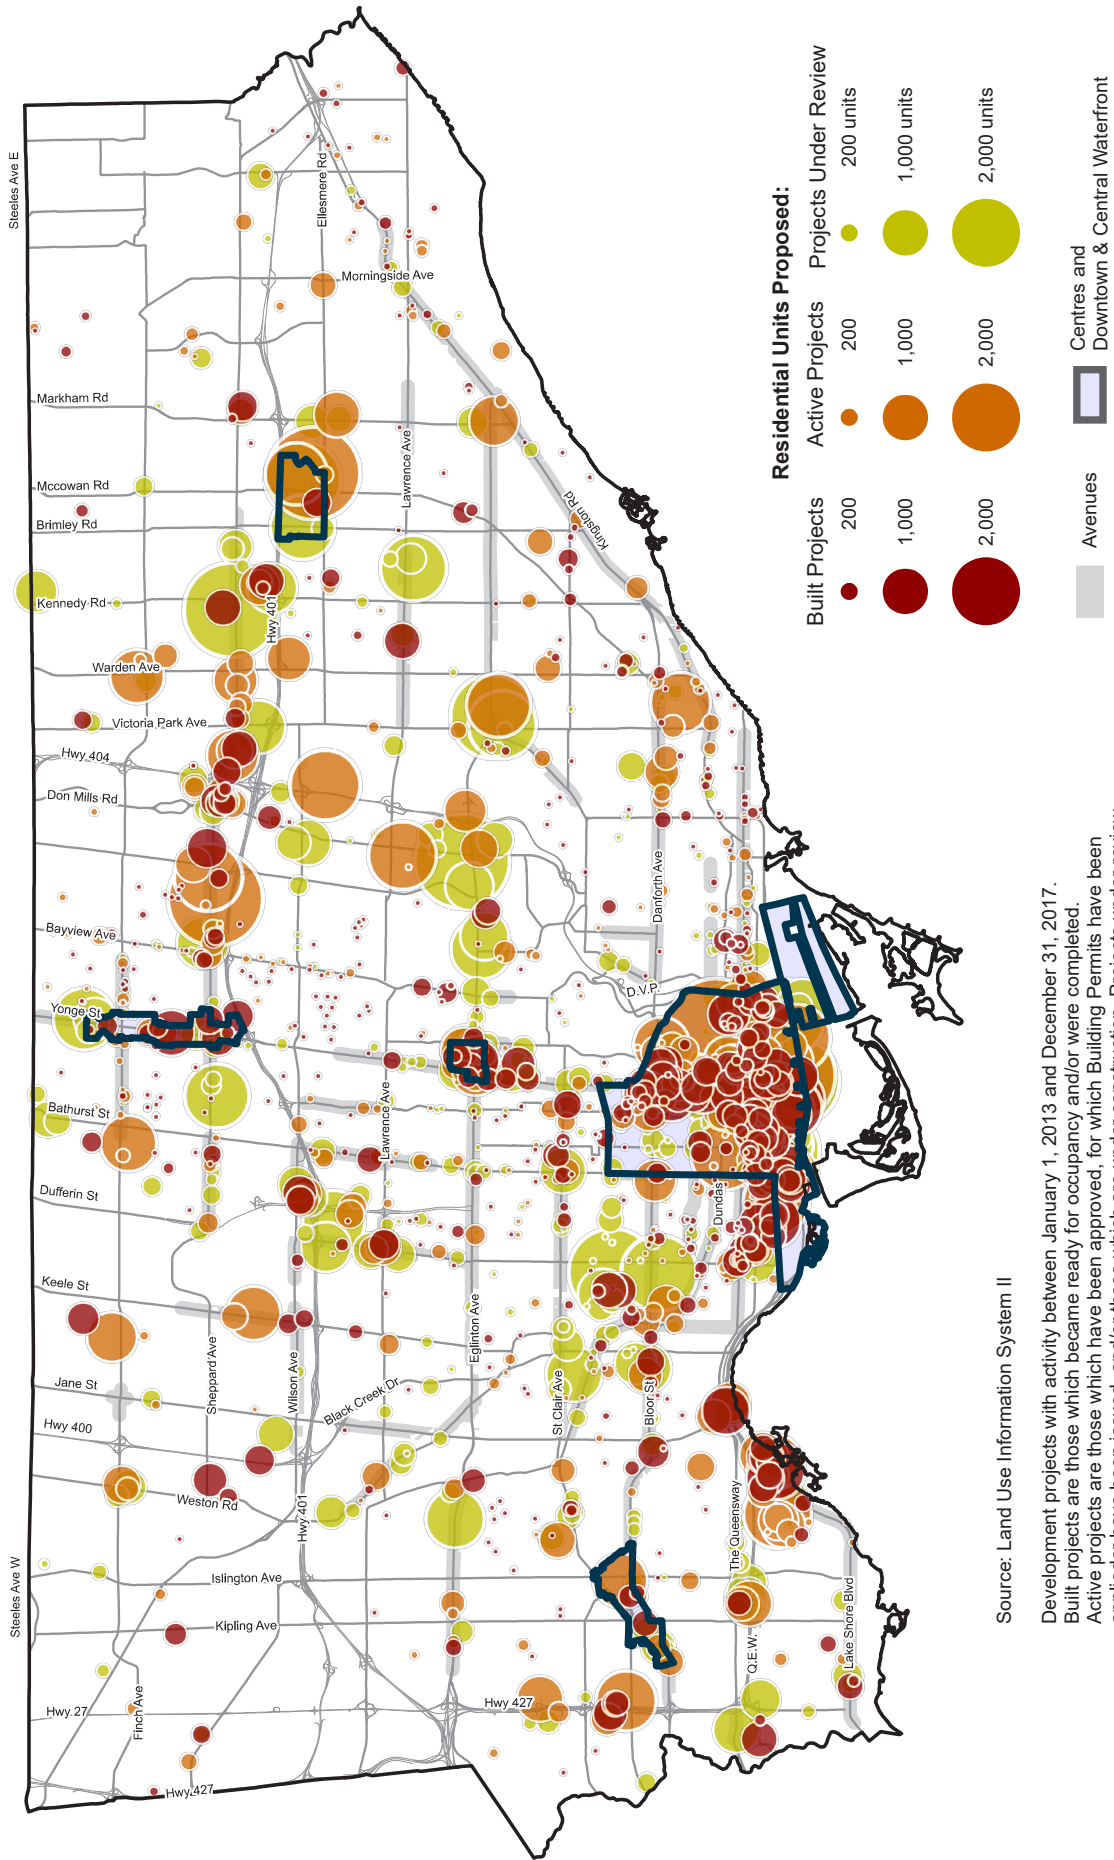 Steeles Ave W
Steeles Ave E
Hwy 427
Hwy 27
Finch Ave
Kipling Ave
Islington Ave
Weston Rd
Hwy 400
Jane St
Keele St
Dufferin St
Bathurst St
Yonge St
Bayview Ave
Don Mills Rd
Hwy 404
Victoria Park Ave
Warden Ave
Kennedy Rd
Brimley Rd
Mccowan Rd
Markham Rd
Morningside Ave
Ellesmere Rd
Sheppard Ave
Wilson Ave
Hwy 401
Hwy 401
Black Creek Dr
Lawrence Ave
Lawrence Ave
Eglinton Ave
Hwy 427
St Clair Ave
Bloor St
Dundas
D.V.P.
Danforth Ave
Kingston Rd
The Queensway
Q.E.W.
Lake Shore Blvd
Residential Units Proposed:
Built Projects Active Projects Projects Under Review
200 200 200 units
1,000 1,000 1,000 units
2,000 2,000 2,000 units
Avenues
Centres and
Downtown & Central Waterfront
Source: Land Use Information System II
Development projects with activity between January 1, 2013 and December 31, 2017.
Built projects are those which became ready for occupancy and/or were completed.
Active projects are those which have been approved, for which Building Permits have been